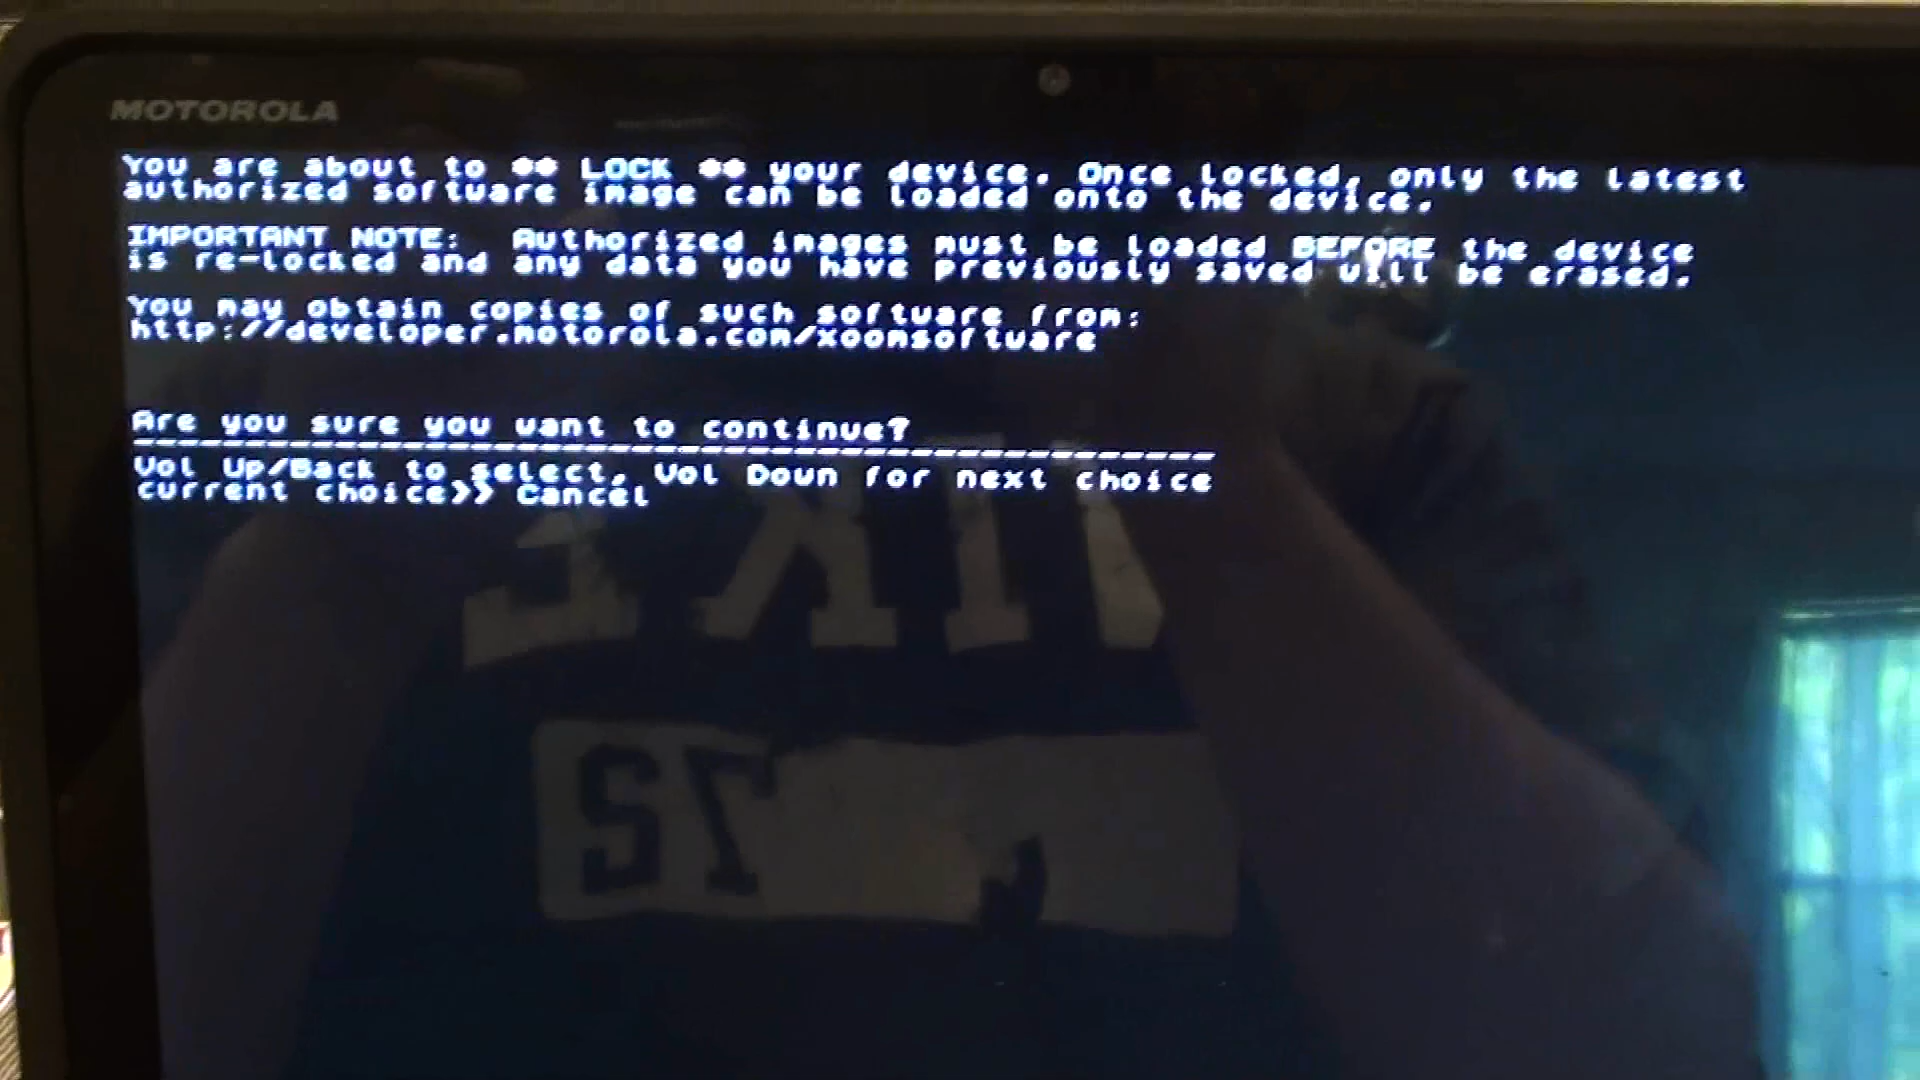 MOTOROLA
You are about to ** LOCK ** your device. Once locked, only the latest
authorized software image can be loaded onto the device.
IMPORTANT NOTE: Authorized images must be loaded BEFORE the device
is re-locked and any data you have previously saved will be erased.
You may obtain copies of such software from:
http://developer.motorola.com/xoomsoftware
Are you sure you want to continue?
Vol Up/Back to select, Vol Down for next choice
current choice>> Cancel